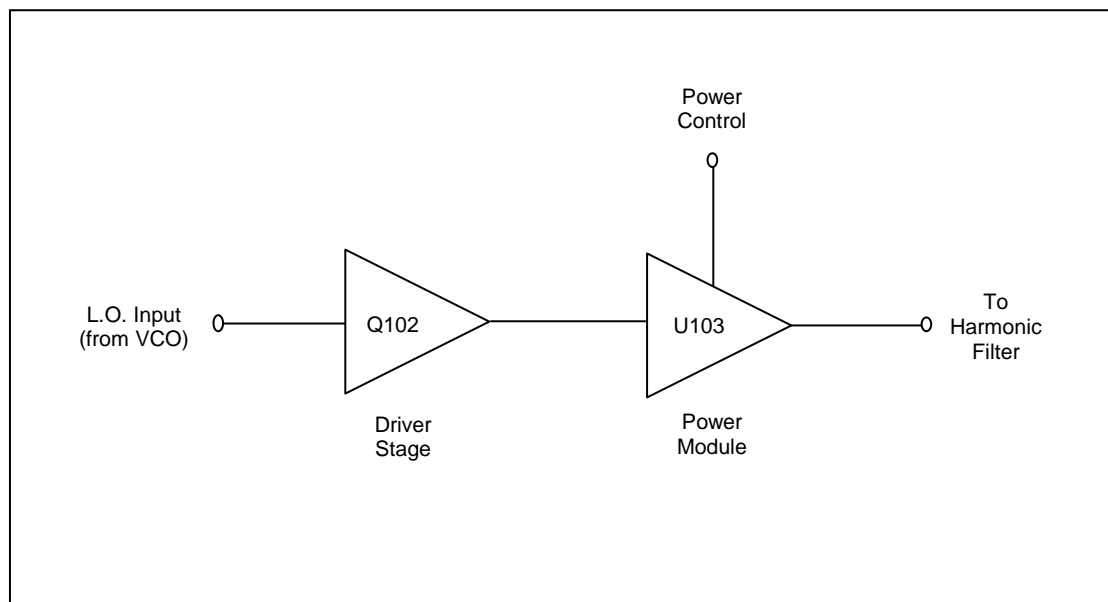 Power
Control
L.O. Input
(from VCO)
Q102
U103
To
Harmonic
Filter
Driver
Stage
Power
Module